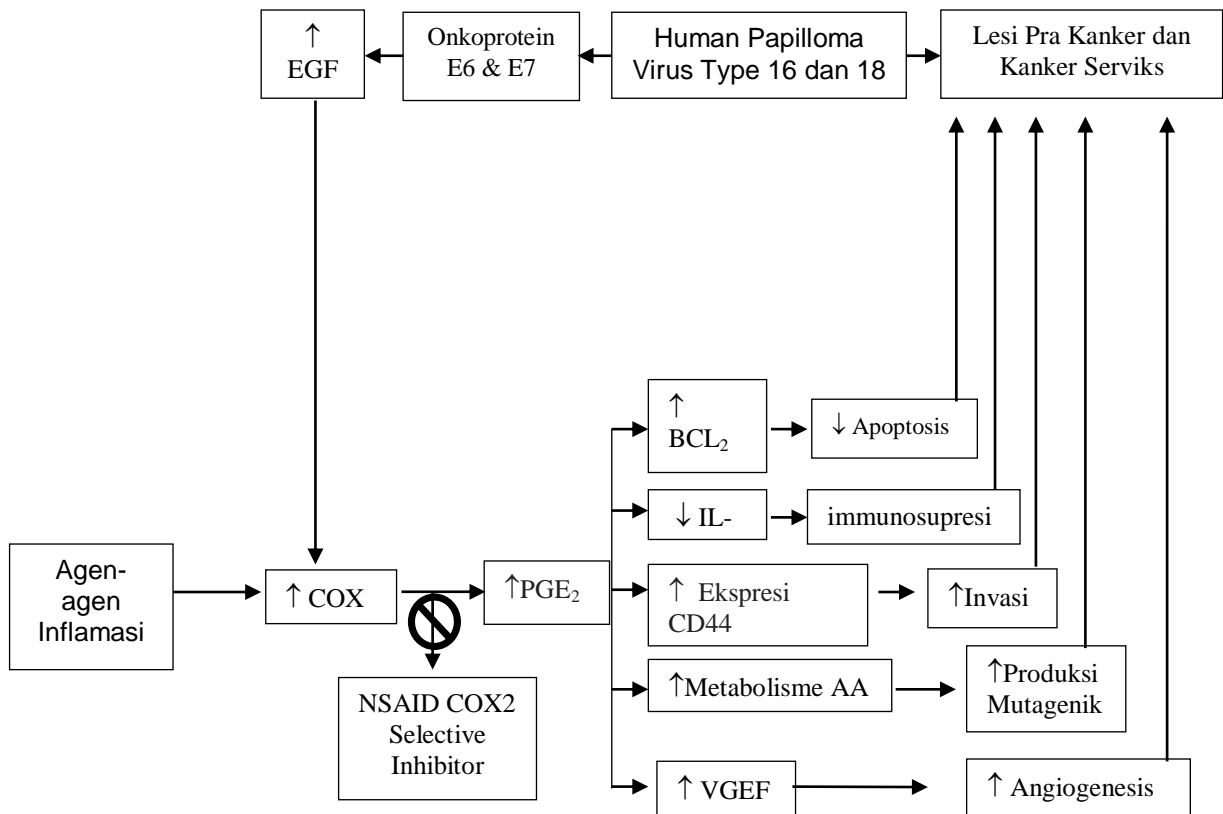 ↑
EGF
Onkoprotein
E6 & E7
Human Papilloma
Virus Type 16 dan 18
Lesi Pra Kanker dan
Kanker Serviks
↑
BCL₂
↓ Apoptosis
↓ IL-
immunosupresi
Agen-
agen
Inflamasi
↑ COX
↑PGE₂
↑ Ekspresi
CD44
↑Invasi
NSAID COX2
Selective
Inhibitor
↑Metabolisme AA
↑Produksi
Mutagenik
↑ VGEF
↑ Angiogenesis